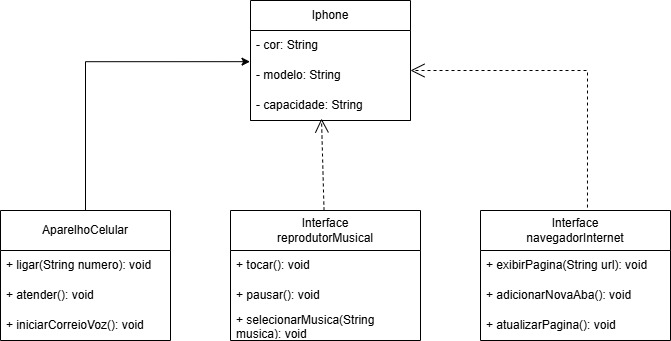 Iphone
- cor: String
- modelo: String
- capacidade: String
AparelhoCelular
+ ligar(String numero): void
+ atender(): void
+ iniciarCorreioVoz(): void
Interface
reprodutorMusical
+ tocar(): void
+ pausar(): void
+ selecionarMusica(String
musica): void
Interface
navegadorInternet
+ exibirPagina(String url): void
+ adicionarNovaAba(): void
+ atualizarPagina(): void